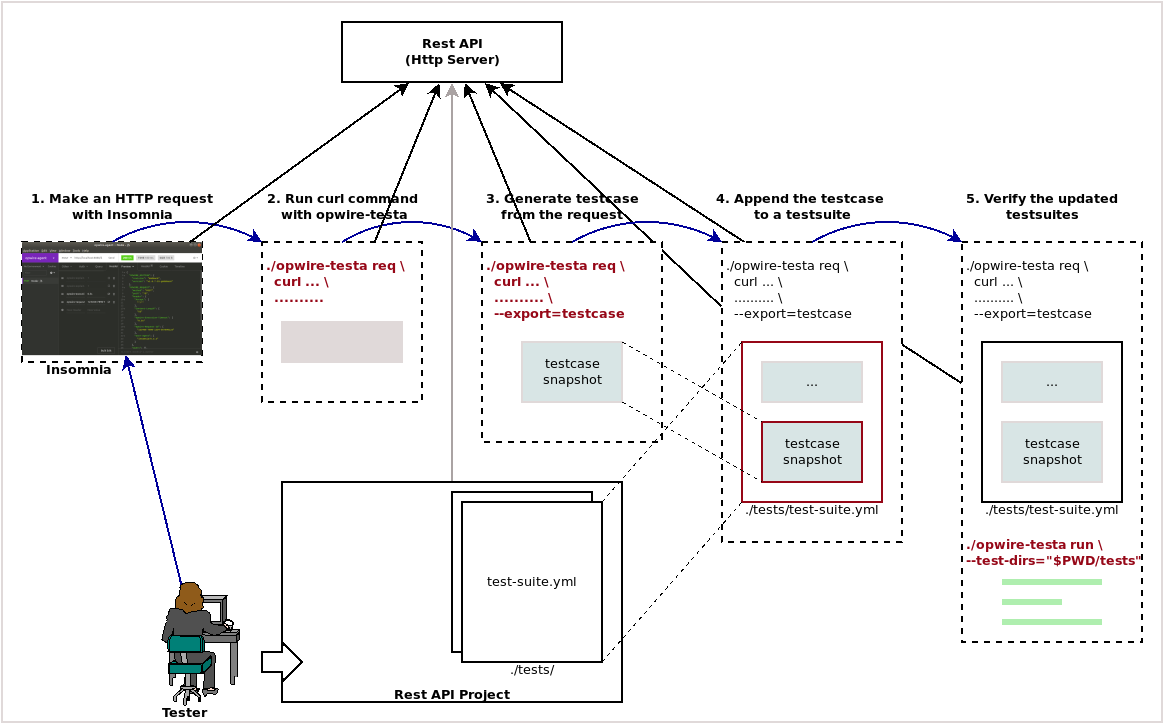 Rest API
(Http Server)
1. Make an HTTP request
with Insomnia
2. Run curl command
with opwire-testa
3. Generate testcase
from the request
4. Append the testcase
to a testsuite
5. Verify the updated
testsuites
Insomnia
./opwire-testa req \
curl ... \
..........
./opwire-testa req \
curl ... \
.......... \
--export=testcase
testcase
snapshot
./opwire-testa req \
curl ... \
.......... \
--export=testcase
...
testcase
snapshot
./tests/test-suite.yml
./opwire-testa req \
curl ... \
.......... \
--export=testcase
...
testcase
snapshot
./tests/test-suite.yml
./opwire-testa run \
--test-dirs="$PWD/tests"
test-suite.yml
./tests/
Rest API Project
Tester